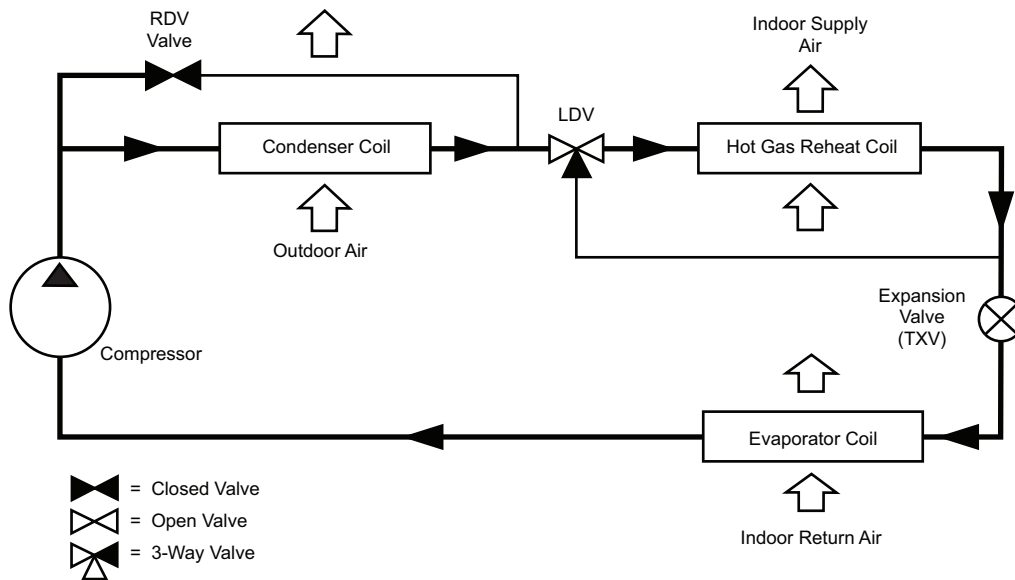 RDV
Valve
Indoor Supply
Air
LDV
Condenser Coil
Hot Gas Reheat Coil
Outdoor Air
Expansion
Valve
(TXV)
Compressor
Evaporator Coil
= Closed Valve
= Open Valve
Indoor Return Air
= 3-Way Valve